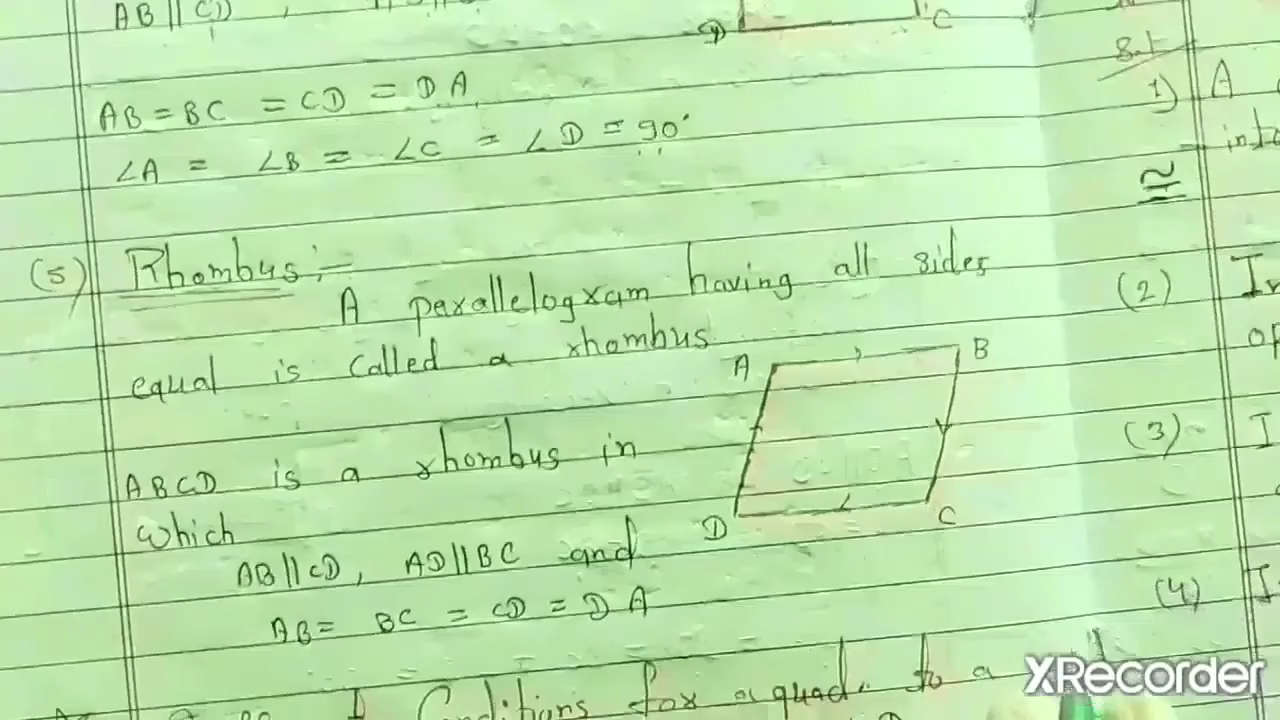 AB || CD,
D C
AB = BC = CD = DA
∠A = ∠B = ∠C = ∠D = 90°
8.1
1) A
into
≅
(5) Rhombus :-
A parallelogram having all sides
equal is called a rhombus
(2)
A B
ABCD is a rhombus in
which
(3) I
D C
AB || CD, AD || BC and
AB = BC = CD = DA
(4) I
Conditions for a quad. to a
XRecorder